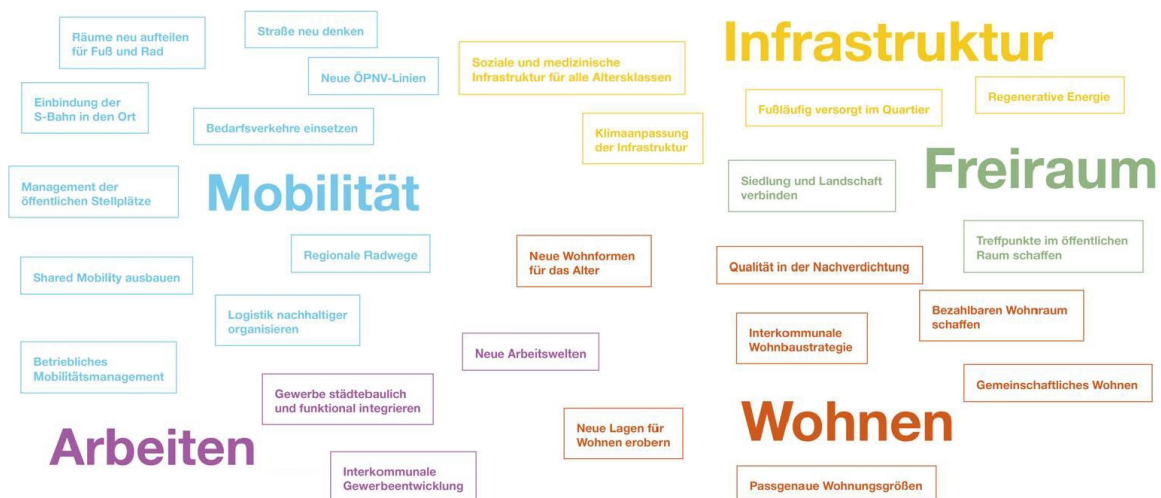 Räume neu aufteilen
für Fuß und Rad
Straße neu denken
Neue ÖPNV-Linien
Einbindung der
S-Bahn in den Ort
Bedarfsverkehre einsetzen
Management der
öffentlichen Stellplätze
Mobilität
Regionale Radwege
Shared Mobility ausbauen
Logistik nachhaltiger
organisieren
Betriebliches
Mobilitätsmanagement
Soziale und medizinische
Infrastruktur für alle Altersklassen
Infrastruktur
Regenerative Energie
Fußläufig versorgt im Quartier
Klimaanpassung
der Infrastruktur
Freiraum
Siedlung und Landschaft
verbinden
Treffpunkte im öffentlichen
Raum schaffen
Neue Wohnformen
für das Alter
Qualität in der Nachverdichtung
Bezahlbaren Wohnraum
schaffen
Interkommunale
Wohnbaustrategie
Gemeinschaftliches Wohnen
Wohnen
Neue Lagen für
Wohnen erobern
Passgenaue Wohnungsgrößen
Neue Arbeitswelten
Gewerbe städtebaulich
und funktional integrieren
Arbeiten
Interkommunale
Gewerbeentwicklung